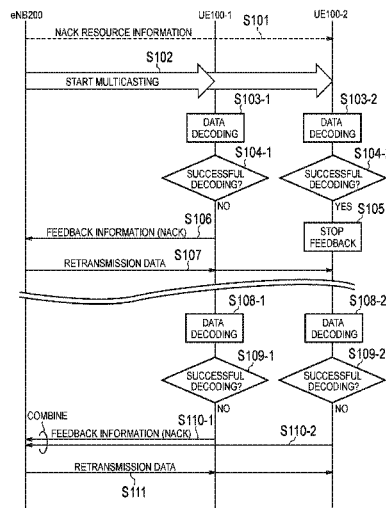 eNB200 UE100-1 UE100-2
S101
NACK RESOURCE INFORMATION
S102
START MULTICASTING
S103-1 S103-2
DATA DECODING DATA DECODING
S104-1 S104-
SUCCESSFUL DECODING? SUCCESSFUL DECODING?
NO YES S105
S106
FEEDBACK INFORMATION (NACK) STOP FEEDBACK
S107
RETRANSMISSION DATA
S108-1 S108-2
DATA DECODING DATA DECODING
S109-1 S109-2
SUCCESSFUL DECODING? SUCCESSFUL DECODING?
NO NO
COMBINE S110-1 S110-2
FEEDBACK INFORMATION (NACK)
RETRANSMISSION DATA
S111